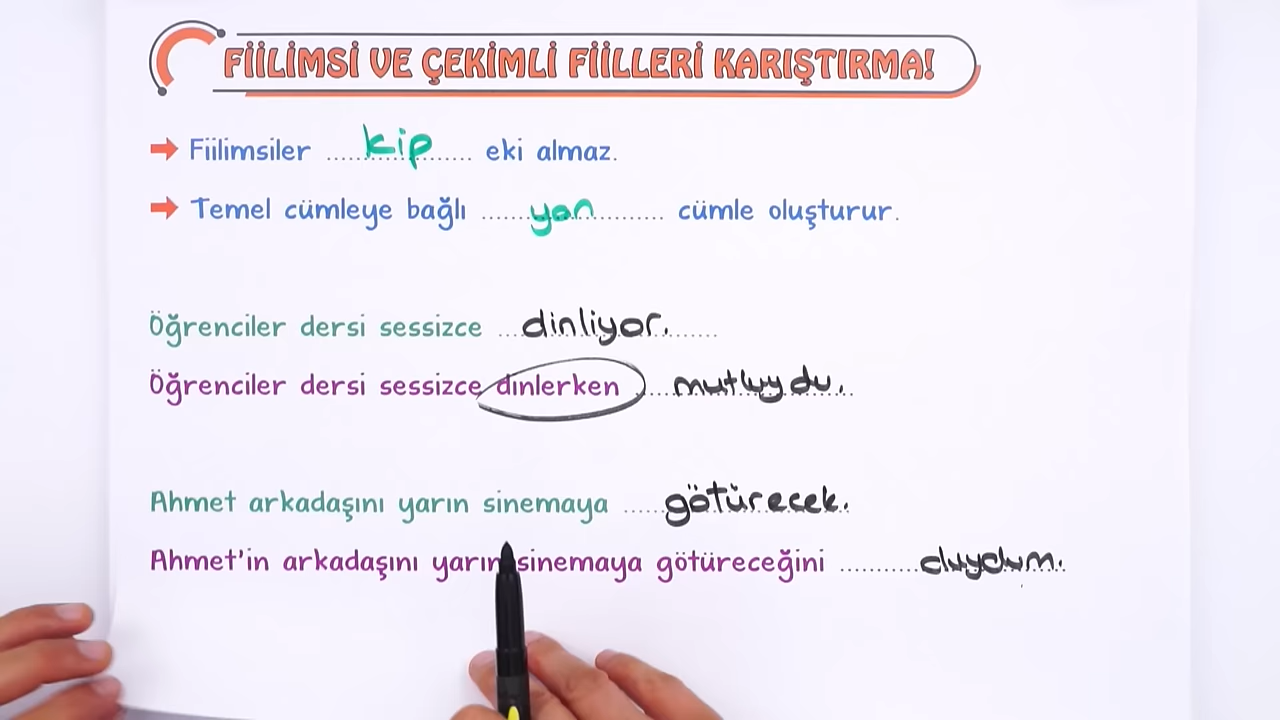 FİİLİMSİ VE ÇEKİMLİ FİİLLERİ KARIŞTIRMA!
Fiilimsiler kip eki almaz.
Temel cümleye bağlı yan cümle oluşturur.
Öğrenciler dersi sessizce dinliyor.
Öğrenciler dersi sessizce dinlerken mutluydu.
Ahmet arkadaşını yarın sinemaya götürecek.
Ahmet'in arkadaşını yarın sinemaya götüreceğini duydum.